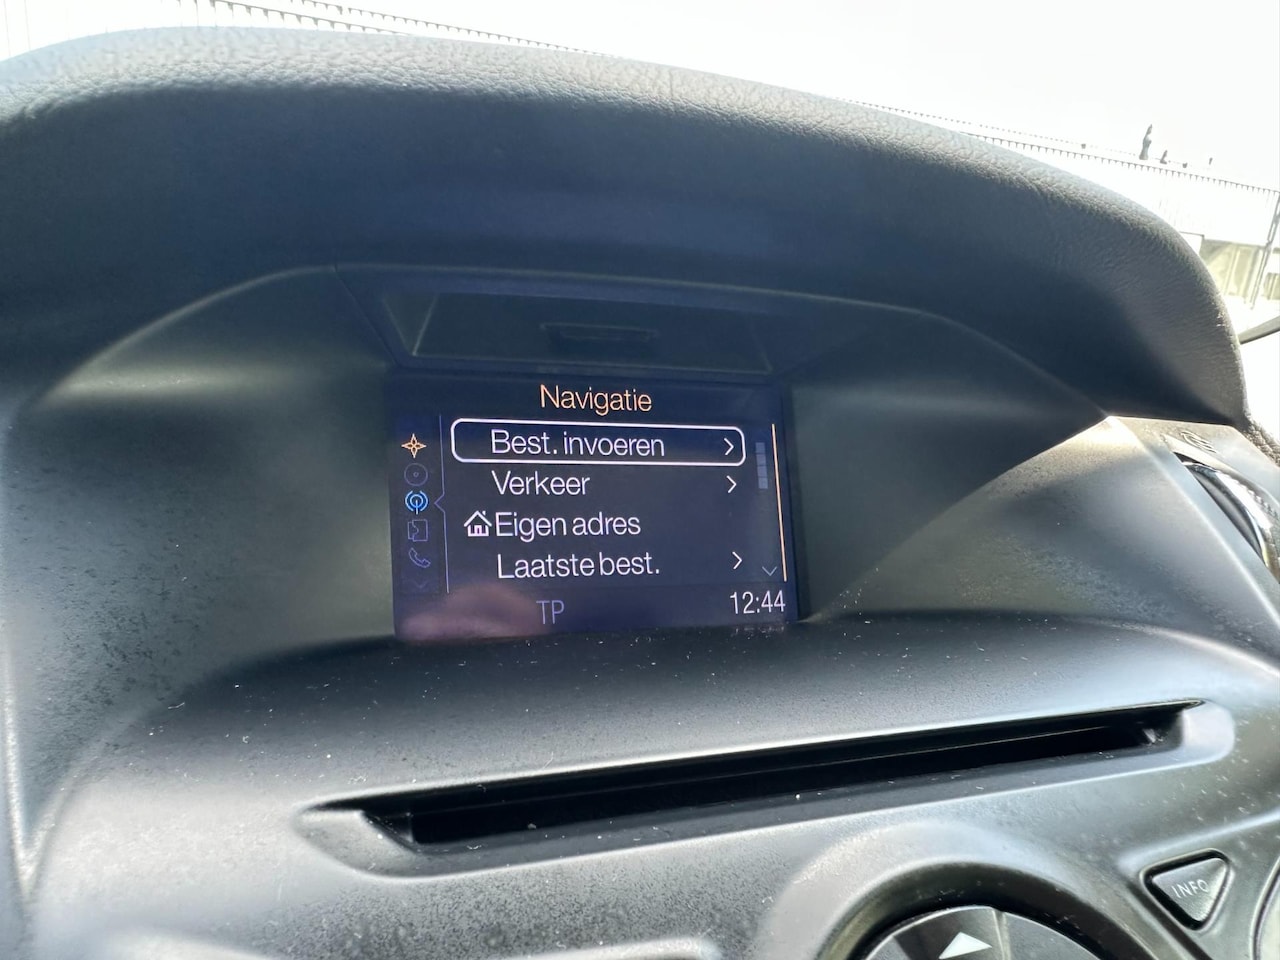 Navigatie
Best. invoeren
Verkeer
Eigen adres
Laatste best.
TP 12:44
INFO